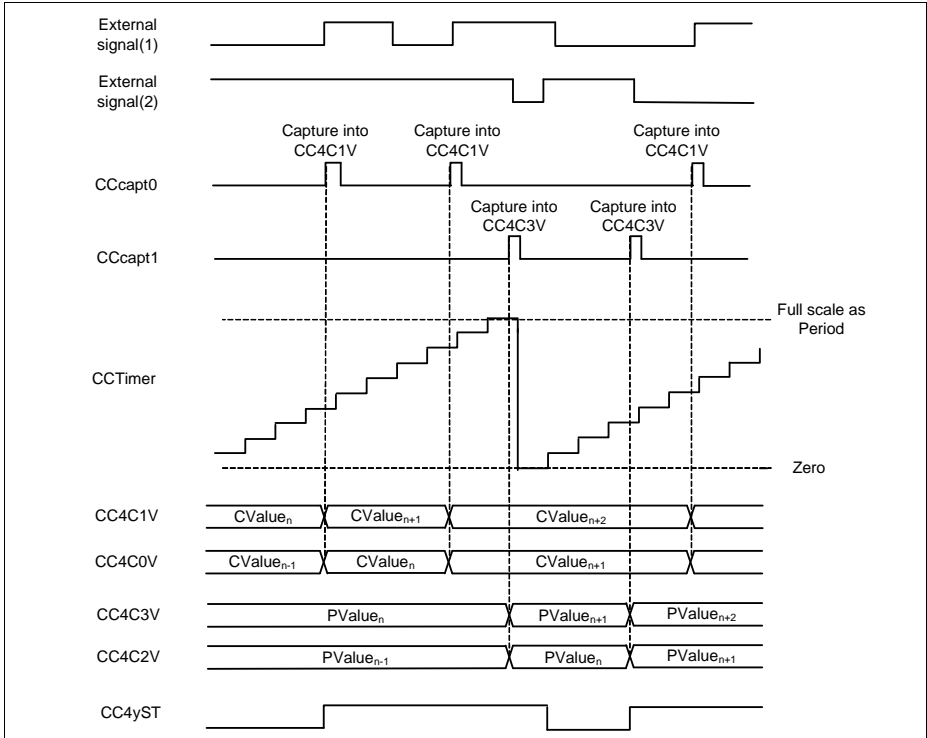 External
signal(1)
External
signal(2)
Capture into
CC4C1V
Capture into
CC4C1V
Capture into
CC4C1V
CCcapt0
Capture into
CC4C3V
Capture into
CC4C3V
CCcapt1
Full scale as
Period
CCTimer
Zero
CC4C1V CValueₙ CValueₙ₊₁ CValueₙ₊₂
CC4C0V CValueₙ₋₁ CValueₙ CValueₙ₊₁
CC4C3V PValueₙ PValueₙ₊₁ PValueₙ₊₂
CC4C2V PValueₙ₋₁ PValueₙ PValueₙ₊₁
CC4yST